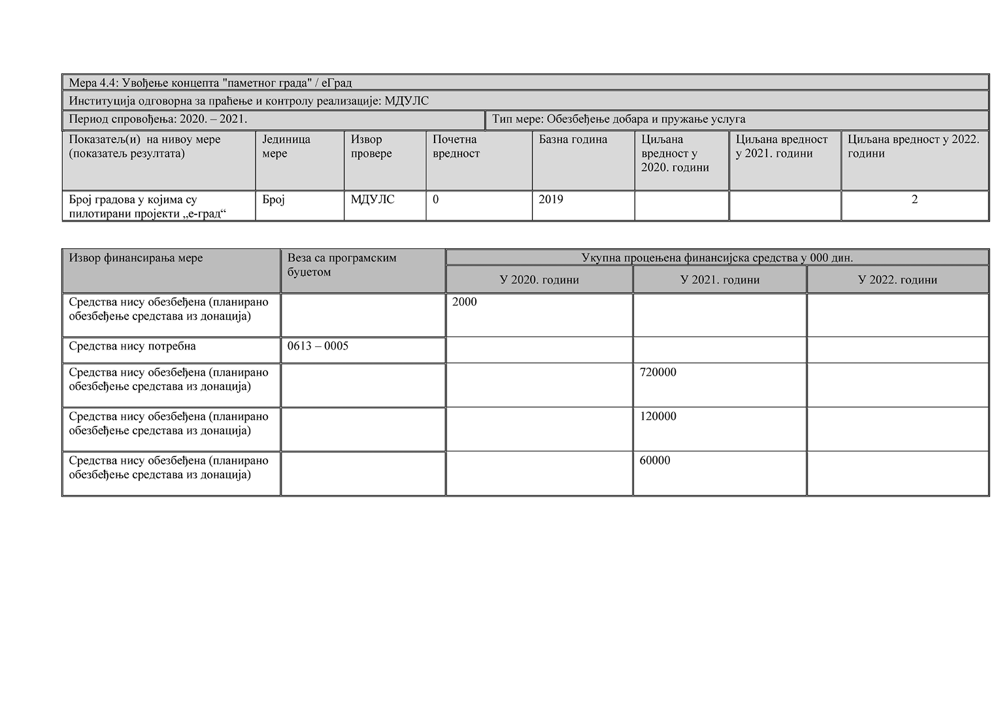 Мера 4.4: Увођење концепта "паметног града" / еГрад
Институција одговорна за праћење и контролу реализације: МДУЛС
Период спровођења: 2020. – 2021.
Тип мере: Обезбеђење добара и пружање услуга
Показатељ(и) на нивоу мере
(показатељ резултата)
Јединица
мере
Извор
провере
Почетна
вредност
Базна година
Циљана
вредност у
2020. години
Циљана вредност
у 2021. години
Циљана вредност у 2022.
години
Број градова у којима су
пилотирани пројекти „е-град“
Број
МДУЛС
0
2019
2
Извор финансирања мере
Веза са програмским
буџетом
Укупна процењена финансијска средства у 000 дин.
У 2020. години
У 2021. години
У 2022. години
Средства нису обезбеђена (планирано
обезбеђење средстава из донација)
2000
Средства нису потребна
0613 – 0005
Средства нису обезбеђена (планирано
обезбеђење средстава из донација)
720000
Средства нису обезбеђена (планирано
обезбеђење средстава из донација)
120000
Средства нису обезбеђена (планирано
обезбеђење средстава из донација)
60000